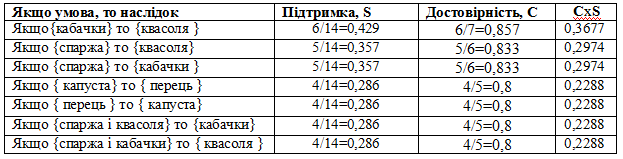 Якщо умова, то наслідок Підтримка, S Достовірність, C CxS
Якщо{кабачки} то {квасоля } 6/14=0,429 6/7=0,857 0,3677
Якщо {спаржа} то {квасоля} 5/14=0,357 5/6=0,833 0,2974
Якщо {спаржа} то {кабачки } 5/14=0,357 5/6=0,833 0,2974
Якщо { капуста} то { перець } 4/14=0,286 4/5=0,8 0,2288
Якщо { перець } то { капуста} 4/14=0,286 4/5=0,8 0,2288
Якщо {спаржа і квасоля} то {кабачки} 4/14=0,286 4/5=0,8 0,2288
Якщо {спаржа і кабачки} то { квасоля } 4/14=0,286 4/5=0,8 0,2288